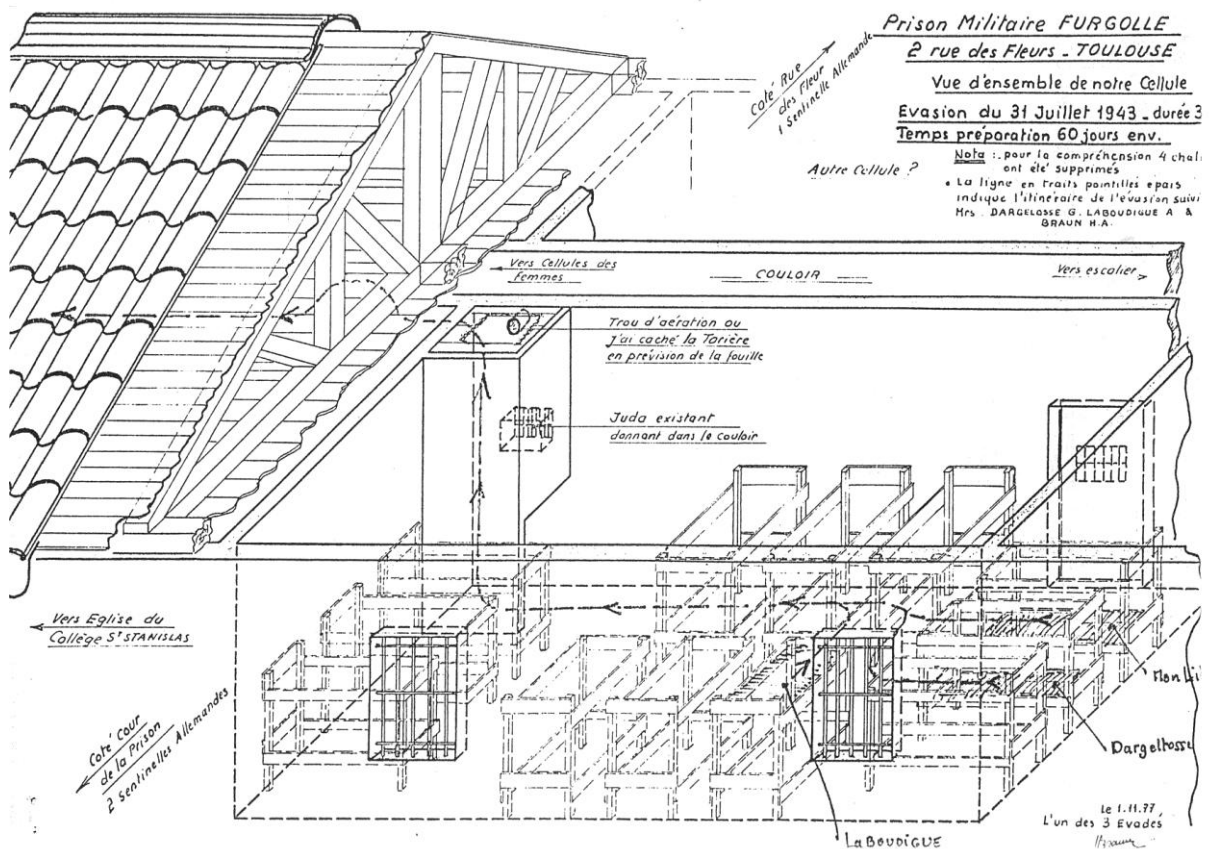 Prison Militaire FURGOLLE
2 rue des Fleurs - TOULOUSE
Vue d'ensemble de notre Cellule
Evasion du 31 Juillet 1943 - durée 3
Temps préparation 60 jours env.
Nota : pour la compréhension 4 chal
ont été supprimés
• La ligne en traits pointillés epais
indique l'itinéraire de l'évasion suivi
Mrs. DARGELOSSE G. LABOUDIGUE A &
BRAUN H.A.
Coté Rue
des Fleur
1 Sentinelle Allemande
Autre Cellule ?
Vers Cellules des
femmes
COULOIR
Vers escalier
Trou d'aération ou
j'ai caché la Tarière
en prévision de la fouille
Juda existant
donnant dans le couloir
Vers Eglise du
Collège St STANISLAS
Coté Cour
de la Prison
2 Sentinelles Allemandes
Mon Li
Dargelosse
LABOUDIGUE
le 1.11.77
L'un des 3 Evadés